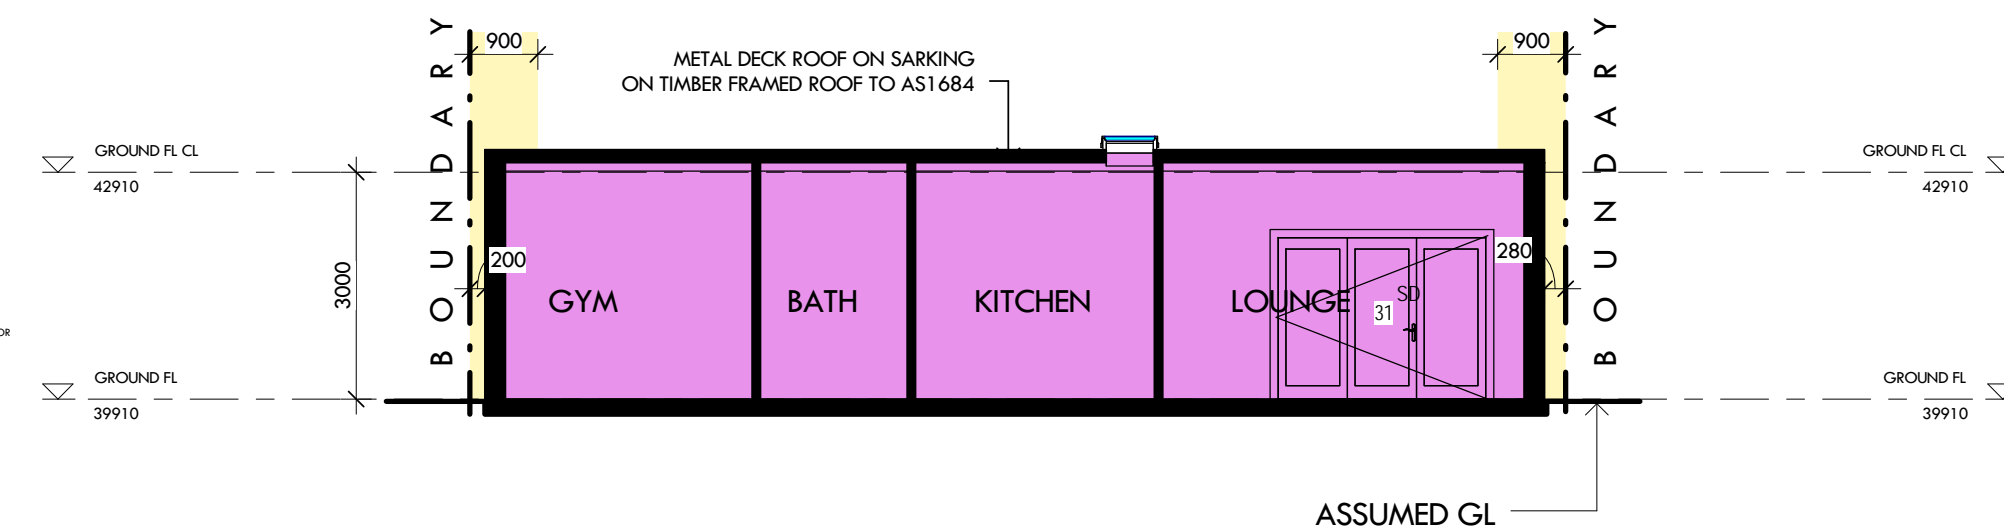 BOUNDARY
900
METAL DECK ROOF ON SARKING
ON TIMBER FRAMED ROOF TO AS1684
900
BOUNDARY
GROUND FL CL
42910
GROUND FL CL
42910
3000
200
280
GYM
BATH
KITCHEN
LOUNGE
SD
31
OR
GROUND FL
39910
GROUND FL
39910
ASSUMED GL